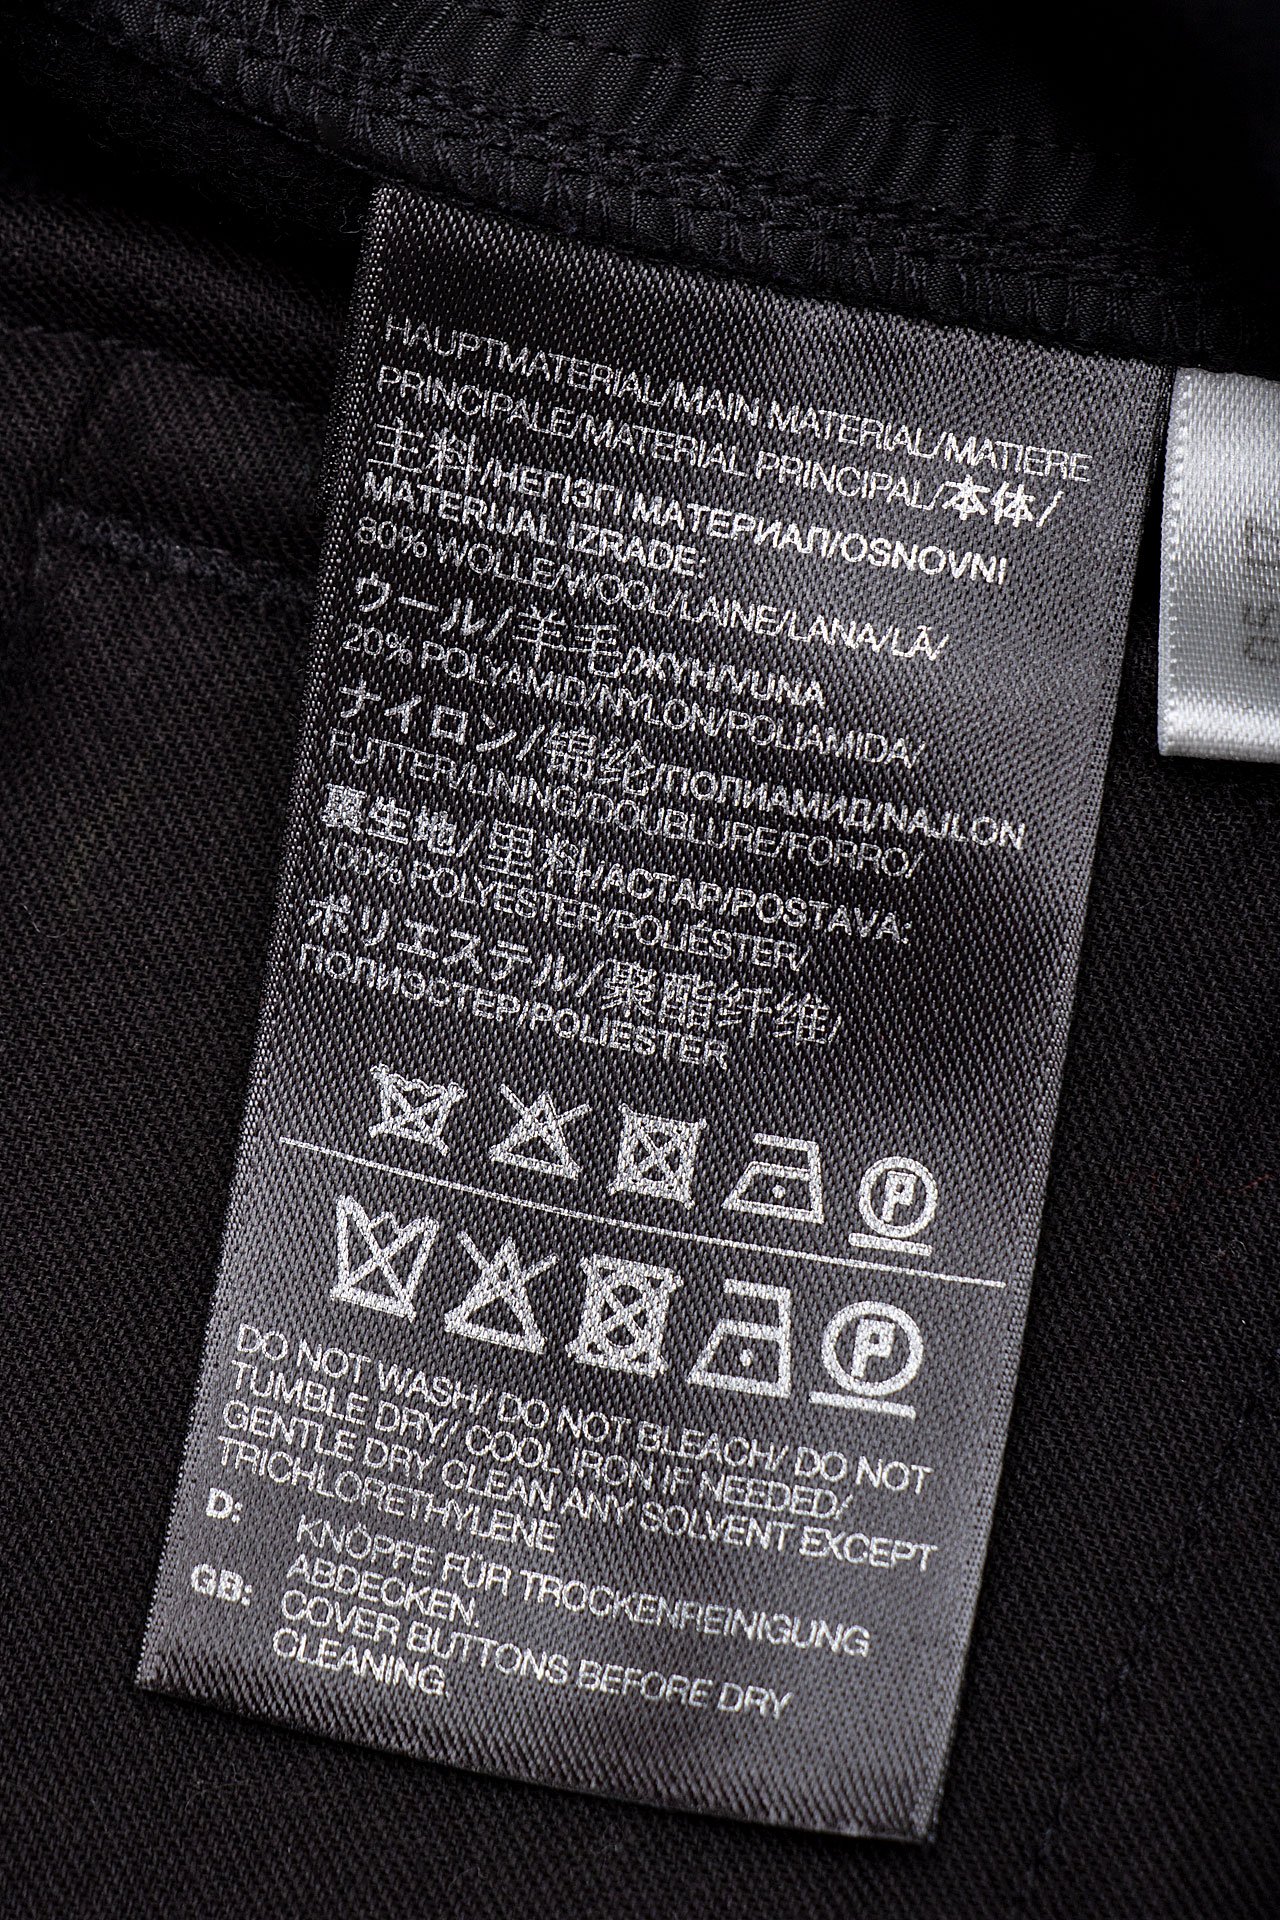 HAUPTMATERIAL/MAIN MATERIAL/MATIERE
PRINCIPALE/MATERIAL PRINCIPAL/本体/
主料/НЕГІЗГІ МАТЕРИАЛ/OSNOVNI
MATERIJAL IZRADE:
80% WOLLE/WOOL/LAINE/LANA/LÃ/
ウール/羊毛/ЖҮН/VUNA
20% POLYAMID/NYLON/POLIAMIDA/
ナイロン/锦纶/ПОЛИАМИД/NAJLON
FUTTER/LINING/DOUBLURE/FORRO/
裏生地/里料/АСТАР/POSTAVA:
100% POLYESTER/POLIESTER/
ポリエステル/聚酯纤维/
ПОЛИЭСТЕР/POLIESTER
P
P
DO NOT WASH/ DO NOT BLEACH/ DO NOT
TUMBLE DRY/ COOL IRON IF NEEDED/
GENTLE DRY CLEAN ANY SOLVENT EXCEPT
TRICHLORETHYLENE
D: KNÖPFE FÜR TROCKENREINIGUNG
ABDECKEN.
GB: COVER BUTTONS BEFORE DRY
CLEANING.